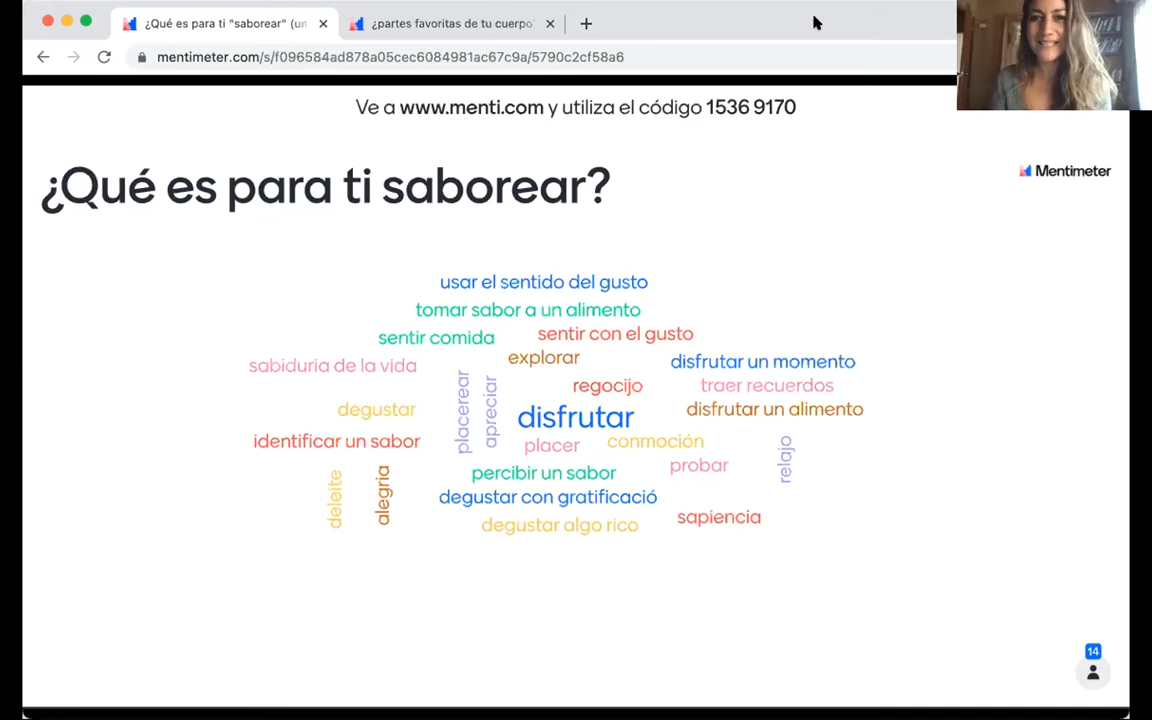 ¿Qué es para ti "saborear" (un
¿partes favoritas de tu cuerpo
mentimeter.com/s/f096584ad878a05cec6084981ac67c9a/5790c2cf58a6
Ve a www.menti.com y utiliza el código 1536 9170
¿Qué es para ti saborear?
Mentimeter
usar el sentido del gusto
tomar sabor a un alimento
sentir comida
sentir con el gusto
explorar
sabiduria de la vida
disfrutar un momento
placerear
apreciar
regocijo
traer recuerdos
degustar
disfrutar
disfrutar un alimento
identificar un sabor
placer
conmoción
relajo
deleite
alegria
percibir un sabor
probar
degustar con gratificació
degustar algo rico
sapiencia
14